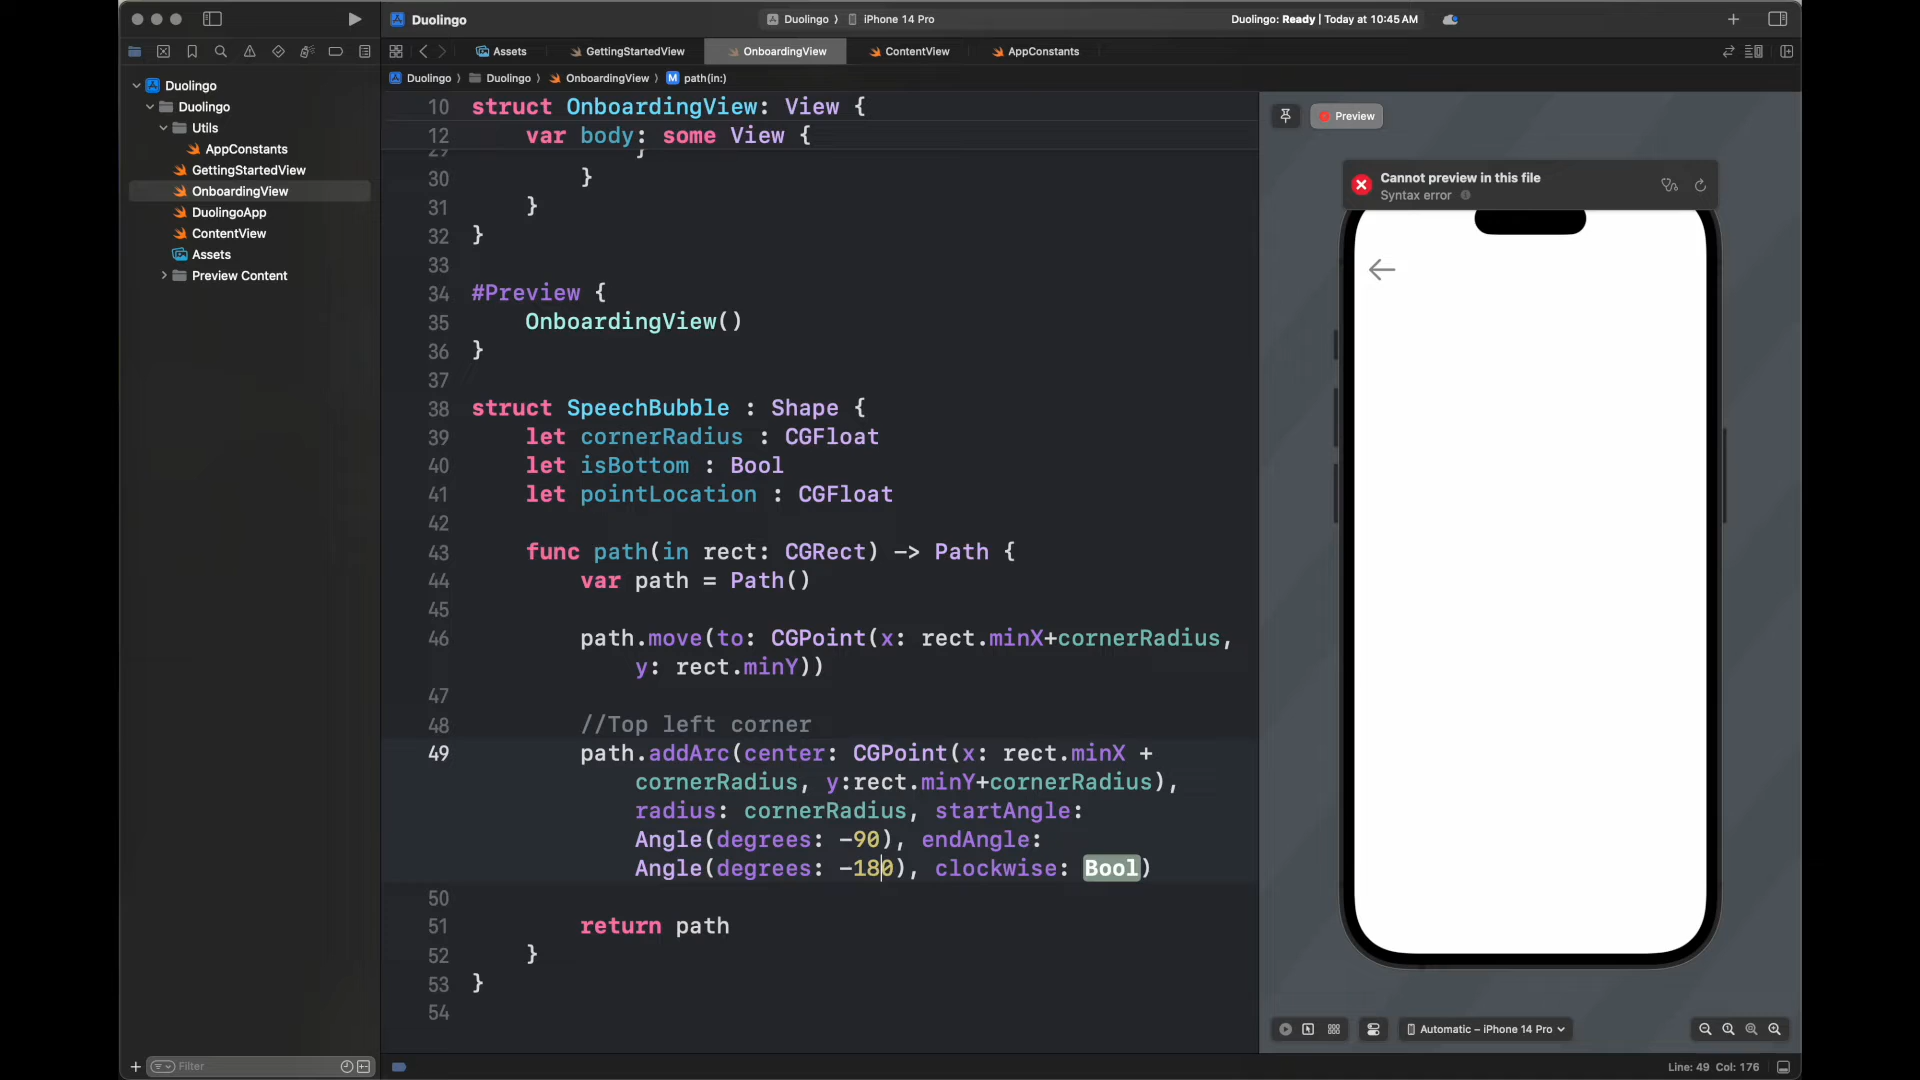 Duolingo
Duolingo
iPhone 14 Pro
Duolingo: Ready | Today at 10:45 AM
Assets
GettingStartedView
OnboardingView
ContentView
AppConstants
Duolingo
Duolingo
OnboardingView
M path(in:)
Duolingo
Duolingo
Utils
AppConstants
GettingStartedView
OnboardingView
DuolingoApp
ContentView
Assets
Preview Content
10 struct OnboardingView: View {
12 var body: some View {
29 }
30 }
31 }
32 }
33
34 #Preview {
35 OnboardingView()
36 }
37
38 struct SpeechBubble : Shape {
39 let cornerRadius : CGFloat
40 let isBottom : Bool
41 let pointLocation : CGFloat
42
43 func path(in rect: CGRect) -> Path {
44 var path = Path()
45
46 path.move(to: CGPoint(x: rect.minX+cornerRadius,
y: rect.minY))
47
48 //Top left corner
49 path.addArc(center: CGPoint(x: rect.minX +
cornerRadius, y:rect.minY+cornerRadius),
radius: cornerRadius, startAngle:
Angle(degrees: -90), endAngle:
Angle(degrees: -180), clockwise: Bool)
50
51 return path
52 }
53 }
54
Preview
Cannot preview in this file
Syntax error
Automatic – iPhone 14 Pro
Filter
Line: 49 Col: 176